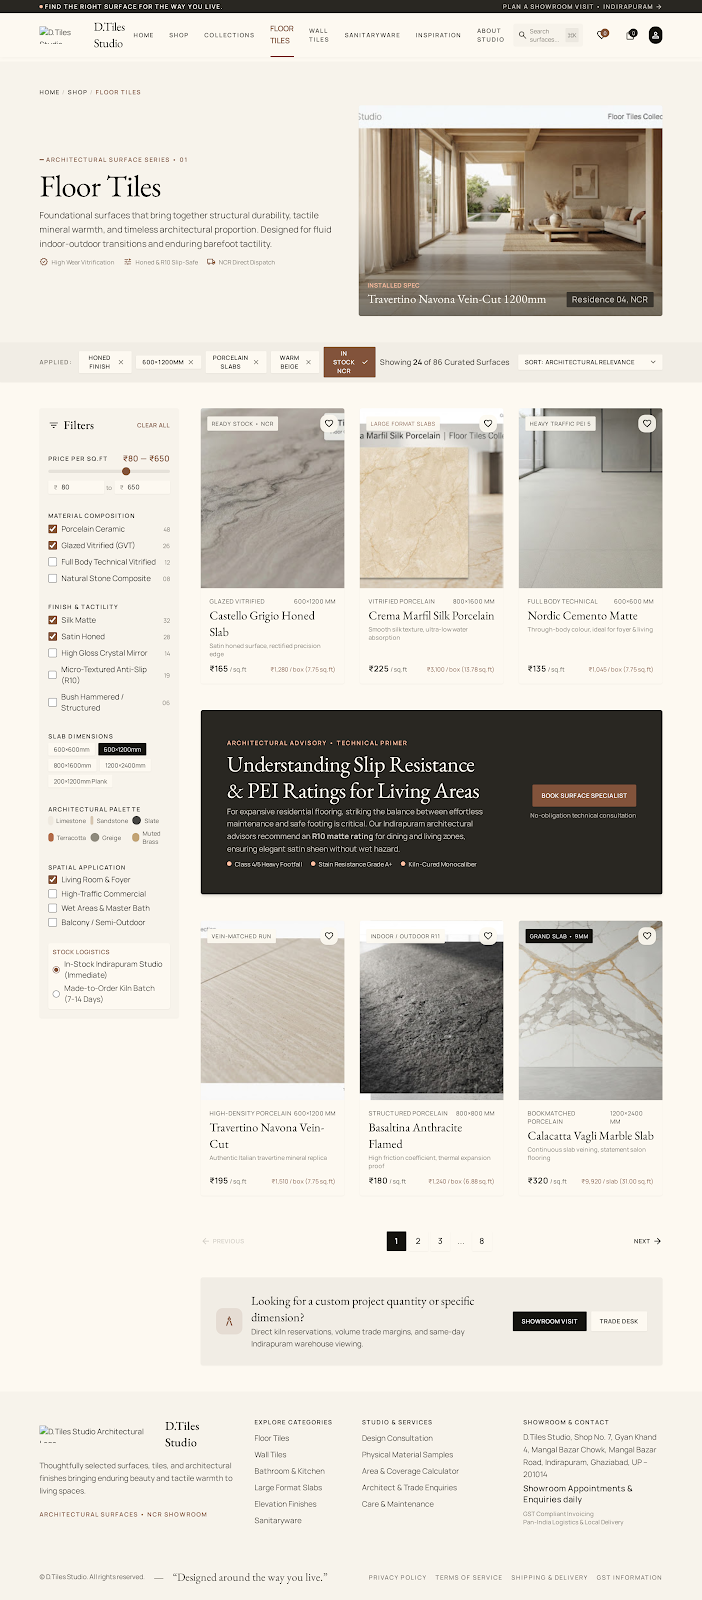 FIND THE RIGHT SURFACE FOR THE WAY YOU LIVE.
PLAN A SHOWROOM VISIT • INDIRAPURAM →
D.Tiles
Studio
D.Tiles
Studio
HOME
SHOP
COLLECTIONS
FLOOR
TILES
WALL
TILES
SANITARYWARE
INSPIRATION
ABOUT
STUDIO
Search
surfaces...
0
0
HOME / SHOP / FLOOR TILES
— ARCHITECTURAL SURFACE SERIES • 01
Floor Tiles
Foundational surfaces that bring together structural durability, tactile
mineral warmth, and timeless architectural proportion. Designed for fluid
indoor-outdoor transitions and enduring barefoot tactility.
High Wear Vitrification
Honed & R10 Slip-Safe
NCR Direct Dispatch
Studio
Floor Tiles Collec
INSTALLED SPEC
Travertino Navona Vein-Cut 1200mm
Residence 04, NCR
APPLIED:
HONED
FINISH ×
600×1200MM ×
PORCELAIN
SLABS ×
WARM
BEIGE ×
IN
STOCK
NCR
Showing 24 of 86 Curated Surfaces
SORT: ARCHITECTURAL RELEVANCE
Filters
CLEAR ALL
PRICE PER SQ.FT
₹80 — ₹650
₹ 80
to
₹ 650
MATERIAL COMPOSITION
Porcelain Ceramic 48
Glazed Vitrified (GVT) 26
Full Body Technical Vitrified 12
Natural Stone Composite 08
FINISH & TACTILITY
Silk Matte 32
Satin Honed 28
High Gloss Crystal Mirror 14
Micro-Textured Anti-Slip
(R10) 19
Bush Hammered /
Structured 06
SLAB DIMENSIONS
600×600mm
600×1200mm
800×1600mm
1200×2400mm
200×1200mm Plank
ARCHITECTURAL PALETTE
Limestone
Sandstone
Slate
Terracotta
Greige
Muted
Brass
SPATIAL APPLICATION
Living Room & Foyer
High-Traffic Commercial
Wet Areas & Master Bath
Balcony / Semi-Outdoor
STOCK LOGISTICS
In-Stock Indirapuram Studio
(Immediate)
Made-to-Order Kiln Batch
(7-14 Days)
READY STOCK • NCR
GLAZED VITRIFIED
600×1200 MM
Castello Grigio Honed
Slab
Satin honed surface, rectified precision
edge
₹165 / sq.ft
₹1,280 / box (7.75 sq.ft)
LARGE FORMAT SLABS
a Marfil Silk Porcelain | Floor Tiles Colle
VITRIFIED PORCELAIN
800×1600 MM
Crema Marfil Silk Porcelain
Smooth silk texture, ultra-low water
absorption
₹225 / sq.ft
₹3,100 / box (13.78 sq.ft)
HEAVY TRAFFIC PEI 5
FULL BODY TECHNICAL
600×600 MM
Nordic Cemento Matte
Through-body colour, ideal for foyer & living
₹135 / sq.ft
₹1,045 / box (7.75 sq.ft)
ARCHITECTURAL ADVISORY • TECHNICAL PRIMER
Understanding Slip Resistance
& PEI Ratings for Living Areas
For expansive residential flooring, striking the balance between effortless
maintenance and safe footing is critical. Our Indirapuram architectural
advisors recommend an R10 matte rating for dining and living zones,
ensuring elegant satin sheen without wet hazard.
Class 4/5 Heavy Footfall
Stain Resistance Grade A+
Kiln-Cured Monocaliber
BOOK SURFACE SPECIALIST
No-obligation technical consultation
VEIN-MATCHED RUN
HIGH-DENSITY PORCELAIN
600×1200 MM
Travertino Navona Vein-
Cut
Authentic Italian travertine mineral replica
₹195 / sq.ft
₹1,510 / box (7.75 sq.ft)
INDOOR / OUTDOOR R11
STRUCTURED PORCELAIN
800×800 MM
Basaltina Anthracite
Flamed
High friction coefficient, thermal expansion
proof
₹180 / sq.ft
₹1,240 / box (6.88 sq.ft)
GRAND SLAB • 9MM
BOOKMATCHED
PORCELAIN
1200×2400
MM
Calacatta Vagli Marble Slab
Continuous slab veining, statement salon
flooring
₹320 / sq.ft
₹9,920 / slab (31.00 sq.ft)
← PREVIOUS
1
2
3
...
8
NEXT →
Looking for a custom project quantity or specific
dimension?
Direct kiln reservations, volume trade margins, and same-day
Indirapuram warehouse viewing.
SHOWROOM VISIT
TRADE DESK
D.Tiles Studio Architectural
D.Tiles
Studio
Thoughtfully selected surfaces, tiles, and architectural
finishes bringing enduring beauty and tactile warmth to
living spaces.
ARCHITECTURAL SURFACES • NCR SHOWROOM
EXPLORE CATEGORIES
Floor Tiles
Wall Tiles
Bathroom & Kitchen
Large Format Slabs
Elevation Finishes
Sanitaryware
STUDIO & SERVICES
Design Consultation
Physical Material Samples
Area & Coverage Calculator
Architect & Trade Enquiries
Care & Maintenance
SHOWROOM & CONTACT
D.Tiles Studio, Shop No. 7, Gyan Khand
4, Mangal Bazar Chowk, Mangal Bazar
Road, Indirapuram, Ghaziabad, UP –
201014
Showroom Appointments &
Enquiries daily
GST Compliant Invoicing
Pan-India Logistics & Local Delivery
© D.Tiles Studio. All rights reserved.
—
“Designed around the way you live.”
PRIVACY POLICY
TERMS OF SERVICE
SHIPPING & DELIVERY
GST INFORMATION